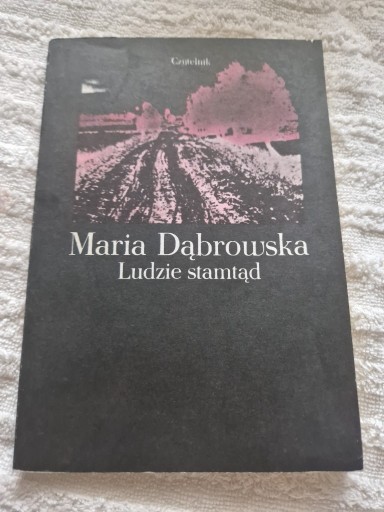 Czytelnik
Maria Dąbrowska
Ludzie stamtąd